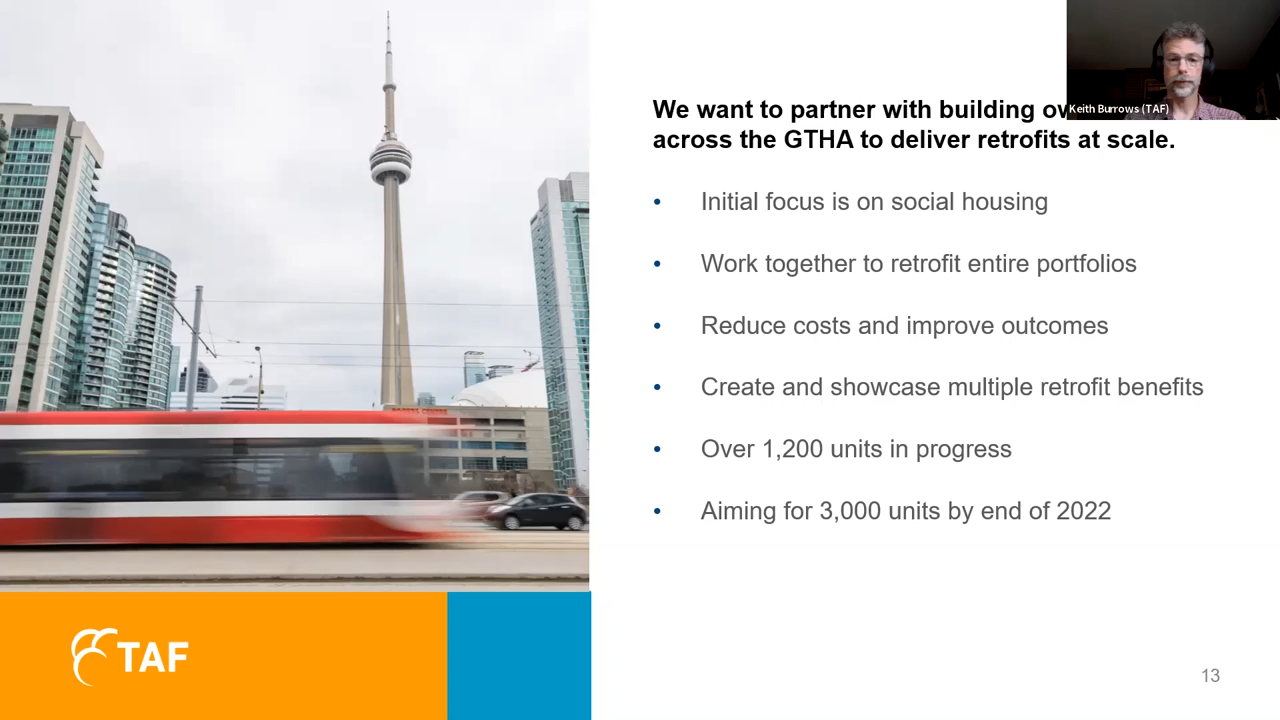 We want to partner with building
across the GTHA to deliver retrofits at scale.
Keith Burrows (TAF)
• Initial focus is on social housing
• Work together to retrofit entire portfolios
• Reduce costs and improve outcomes
• Create and showcase multiple retrofit benefits
• Over 1,200 units in progress
• Aiming for 3,000 units by end of 2022
TAF
13